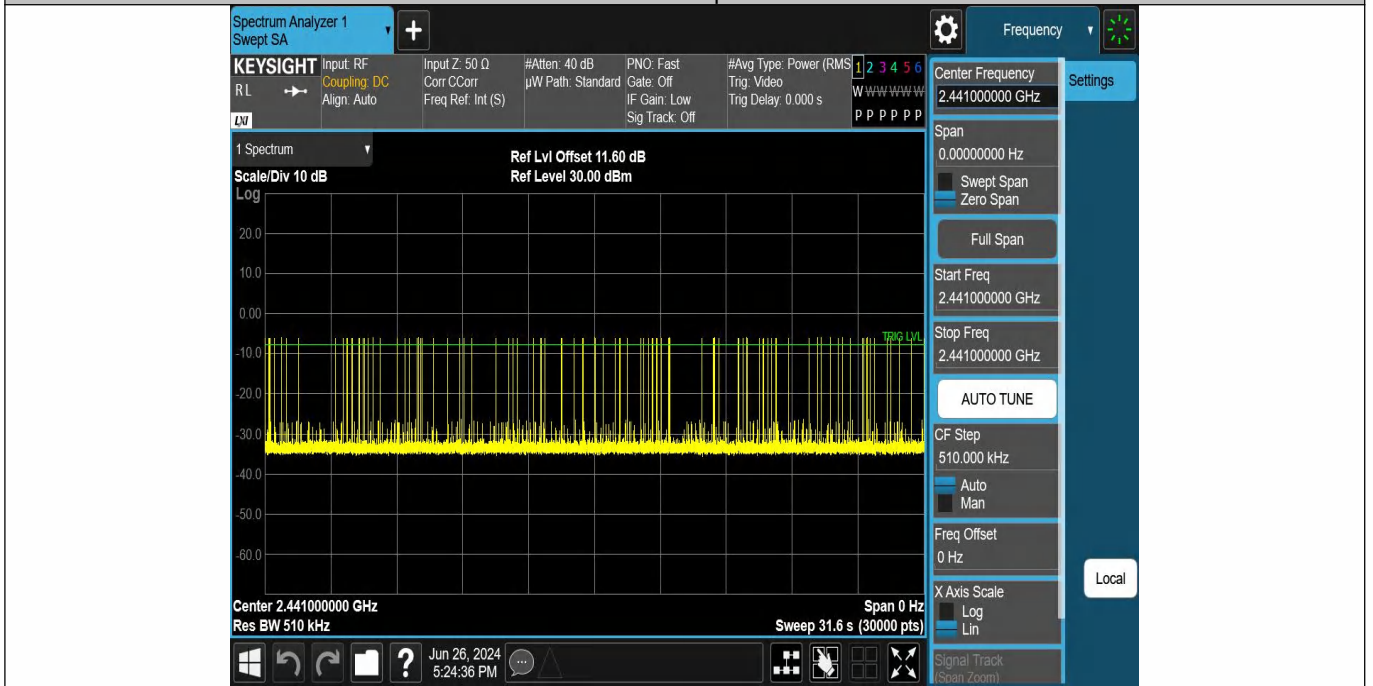 Spectrum Analyzer 1
Swept SA
+
Frequency
KEYSIGHT
RL
LXI
Input: RF
Coupling: DC
Align: Auto
Input Z: 50 Ω
Corr CCorr
Freq Ref: Int (S)
#Atten: 40 dB
µW Path: Standard
PNO: Fast
Gate: Off
IF Gain: Low
Sig Track: Off
#Avg Type: Power (RMS
Trig: Video
Trig Delay: 0.000 s
1 2 3 4 5 6
W W W W W W
P P P P P P
1 Spectrum
Scale/Div 10 dB
Log
Ref Lvl Offset 11.60 dB
Ref Level 30.00 dBm
20.0
10.0
0.00
-10.0
-20.0
-30.0
-40.0
-50.0
-60.0
TRIG LVL
Center 2.441000000 GHz
Res BW 510 kHz
Span 0 Hz
Sweep 31.6 s (30000 pts)
Center Frequency
2.441000000 GHz
Settings
Span
0.00000000 Hz
Swept Span
Zero Span
Full Span
Start Freq
2.441000000 GHz
Stop Freq
2.441000000 GHz
AUTO TUNE
CF Step
510.000 kHz
Auto
Man
Freq Offset
0 Hz
X Axis Scale
Log
Lin
Signal Track
(Span Zoom)
Local
?
Jun 26, 2024
5:24:36 PM